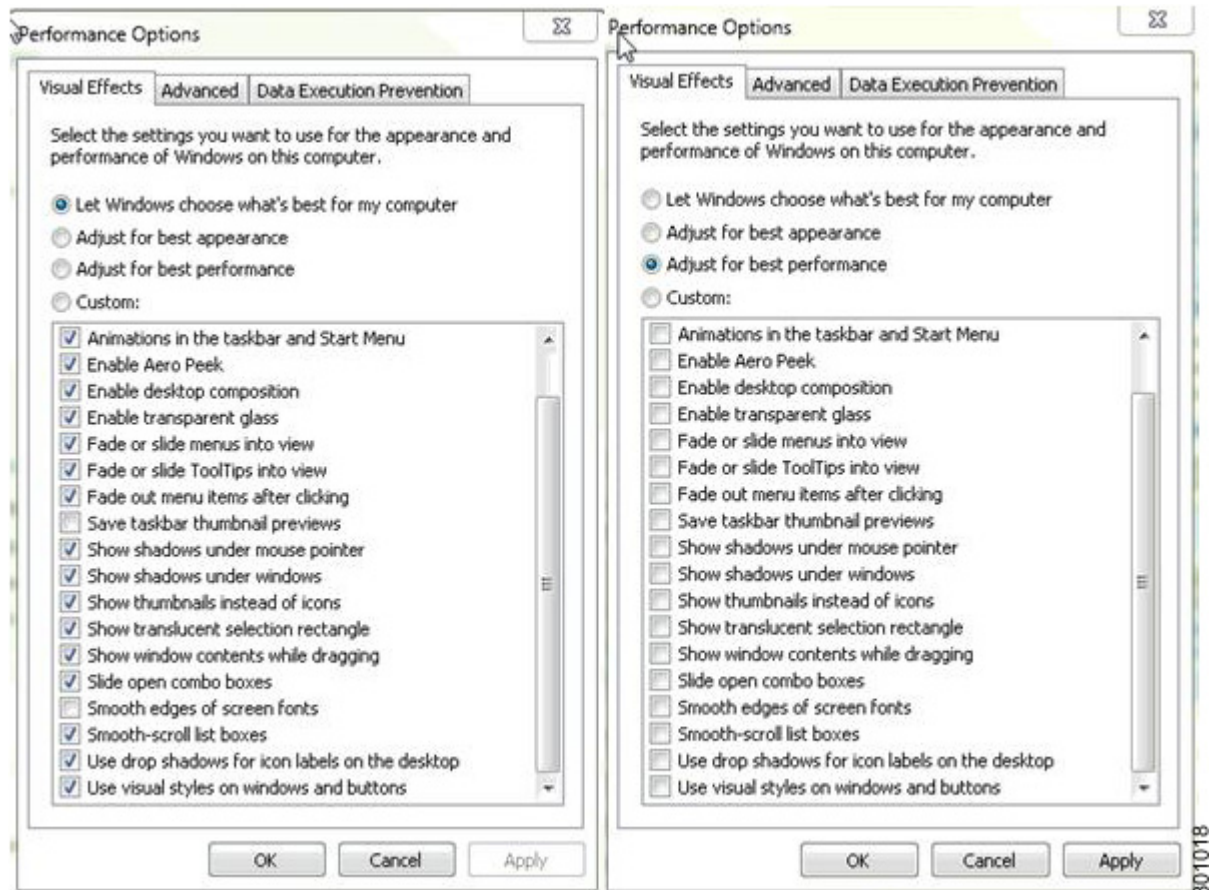 Performance Options
Visual Effects
Advanced
Data Execution Prevention
Select the settings you want to use for the appearance and
performance of Windows on this computer.
Let Windows choose what's best for my computer
Adjust for best appearance
Adjust for best performance
Custom:
Animations in the taskbar and Start Menu
Enable Aero Peek
Enable desktop composition
Enable transparent glass
Fade or slide menus into view
Fade or slide ToolTips into view
Fade out menu items after clicking
Save taskbar thumbnail previews
Show shadows under mouse pointer
Show shadows under windows
Show thumbnails instead of icons
Show translucent selection rectangle
Show window contents while dragging
Slide open combo boxes
Smooth edges of screen fonts
Smooth-scroll list boxes
Use drop shadows for icon labels on the desktop
Use visual styles on windows and buttons
OK
Cancel
Apply
Performance Options
Visual Effects
Advanced
Data Execution Prevention
Select the settings you want to use for the appearance and
performance of Windows on this computer.
Let Windows choose what's best for my computer
Adjust for best appearance
Adjust for best performance
Custom:
Animations in the taskbar and Start Menu
Enable Aero Peek
Enable desktop composition
Enable transparent glass
Fade or slide menus into view
Fade or slide ToolTips into view
Fade out menu items after clicking
Save taskbar thumbnail previews
Show shadows under mouse pointer
Show shadows under windows
Show thumbnails instead of icons
Show translucent selection rectangle
Show window contents while dragging
Slide open combo boxes
Smooth edges of screen fonts
Smooth-scroll list boxes
Use drop shadows for icon labels on the desktop
Use visual styles on windows and buttons
OK
Cancel
Apply